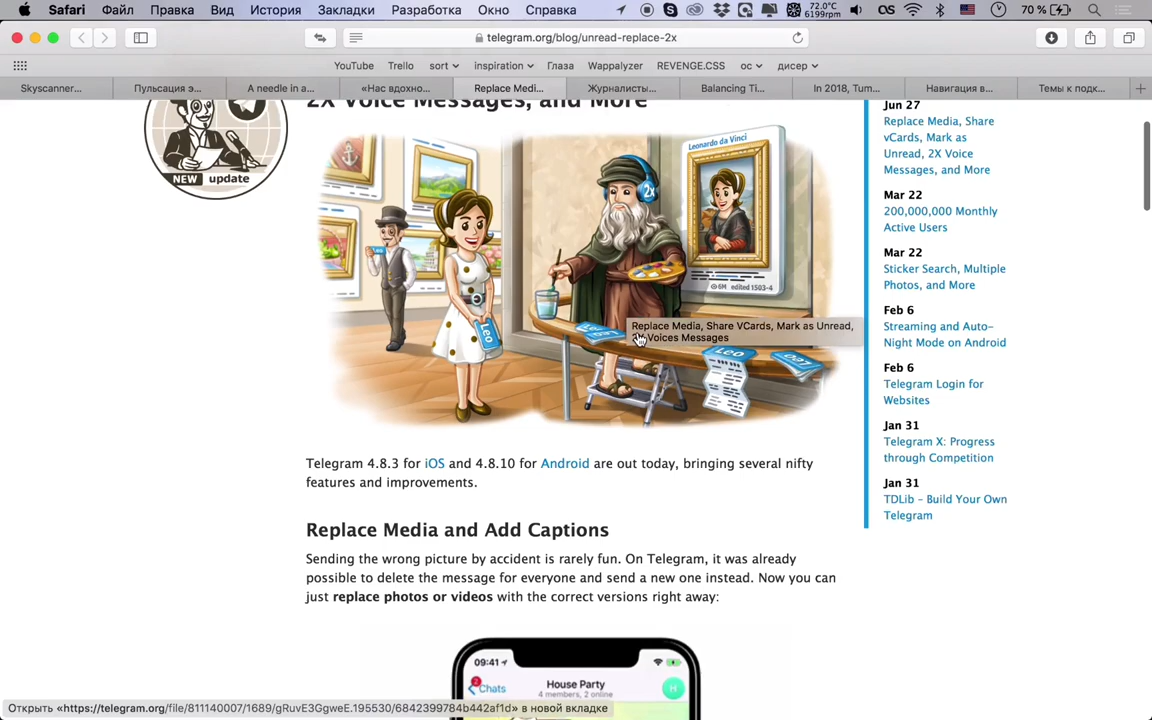 Safari Файл Правка Вид История Закладки Разработка Окно Справка 72.0°C 6199rpm 70 %
telegram.org/blog/unread-replace-2x
YouTube Trello sort inspiration Глаза Wappalyzer REVENGE.CSS ос дисер
Skyscanner... Пульсация э... A needle in a... «Нас вдохно... Replace Medi... Журналисты... Balancing Ti... In 2018, Tum... Навигация в... Темы к подк...
2X Voice Messages, and More
NEW update
Leonardo da Vinci
2x
6M edited 1503-4
Leo
Leo
Leo
Leo
Replace Media, Share VCards, Mark as Unread,
2X Voices Messages
Telegram 4.8.3 for iOS and 4.8.10 for Android are out today, bringing several nifty
features and improvements.
Replace Media and Add Captions
Sending the wrong picture by accident is rarely fun. On Telegram, it was already
possible to delete the message for everyone and send a new one instead. Now you can
just replace photos or videos with the correct versions right away:
09:41
2
Chats
House Party
4 members, 2 online
H
Jun 27
Replace Media, Share
vCards, Mark as
Unread, 2X Voice
Messages, and More
Mar 22
200,000,000 Monthly
Active Users
Mar 22
Sticker Search, Multiple
Photos, and More
Feb 6
Streaming and Auto-
Night Mode on Android
Feb 6
Telegram Login for
Websites
Jan 31
Telegram X: Progress
through Competition
Jan 31
TDLib – Build Your Own
Telegram
Открыть «https://telegram.org/file/811140007/1689/gRuvE3GgweE.195530/6842399784b442af1d» в новой вкладке